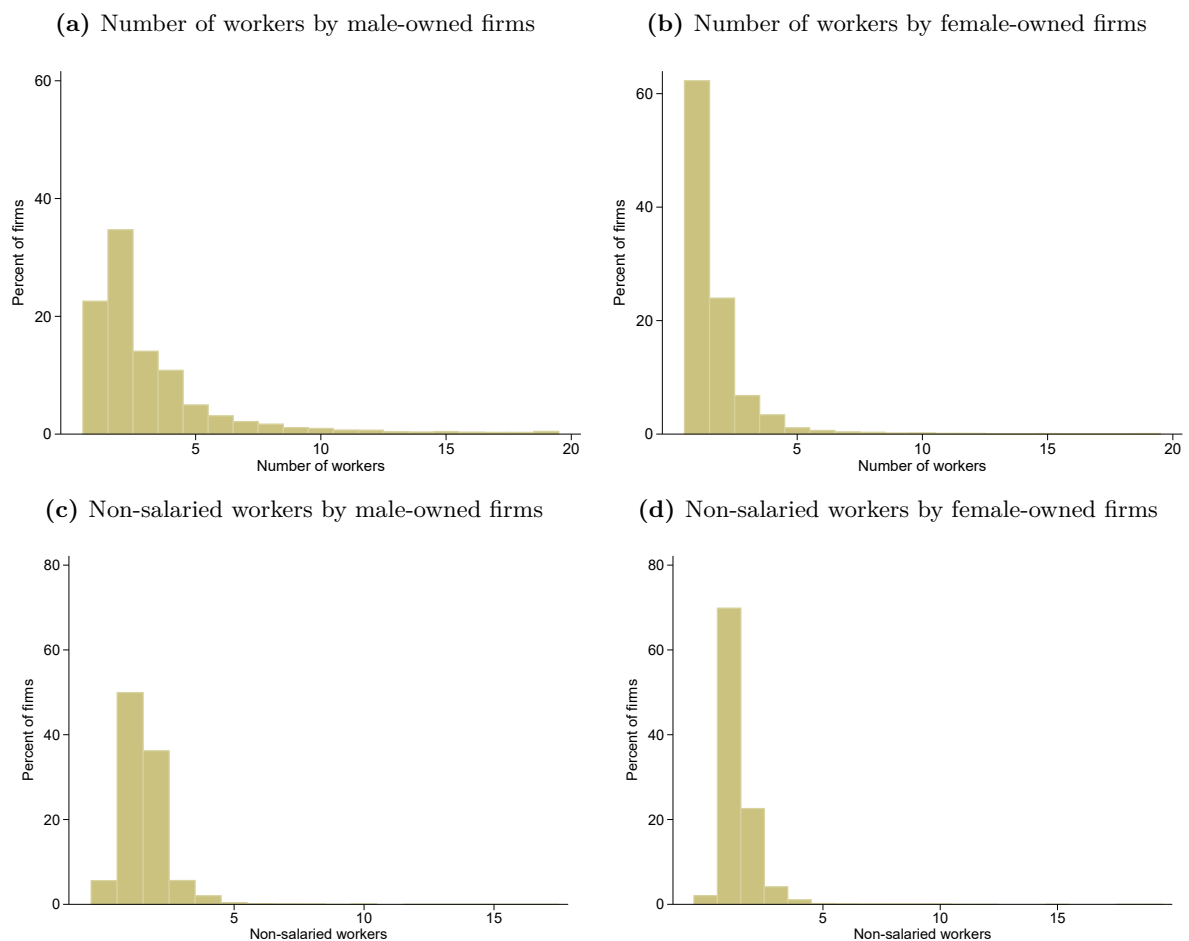 (a) Number of workers by male-owned firms
(b) Number of workers by female-owned firms
60
40
20
0
Percent of firms
5
10
15
20
Number of workers
60
40
20
0
Percent of firms
5
10
15
20
Number of workers
(c) Non-salaried workers by male-owned firms
(d) Non-salaried workers by female-owned firms
80
60
40
20
0
Percent of firms
5
10
15
Non-salaried workers
80
60
40
20
0
Percent of firms
5
10
15
Non-salaried workers